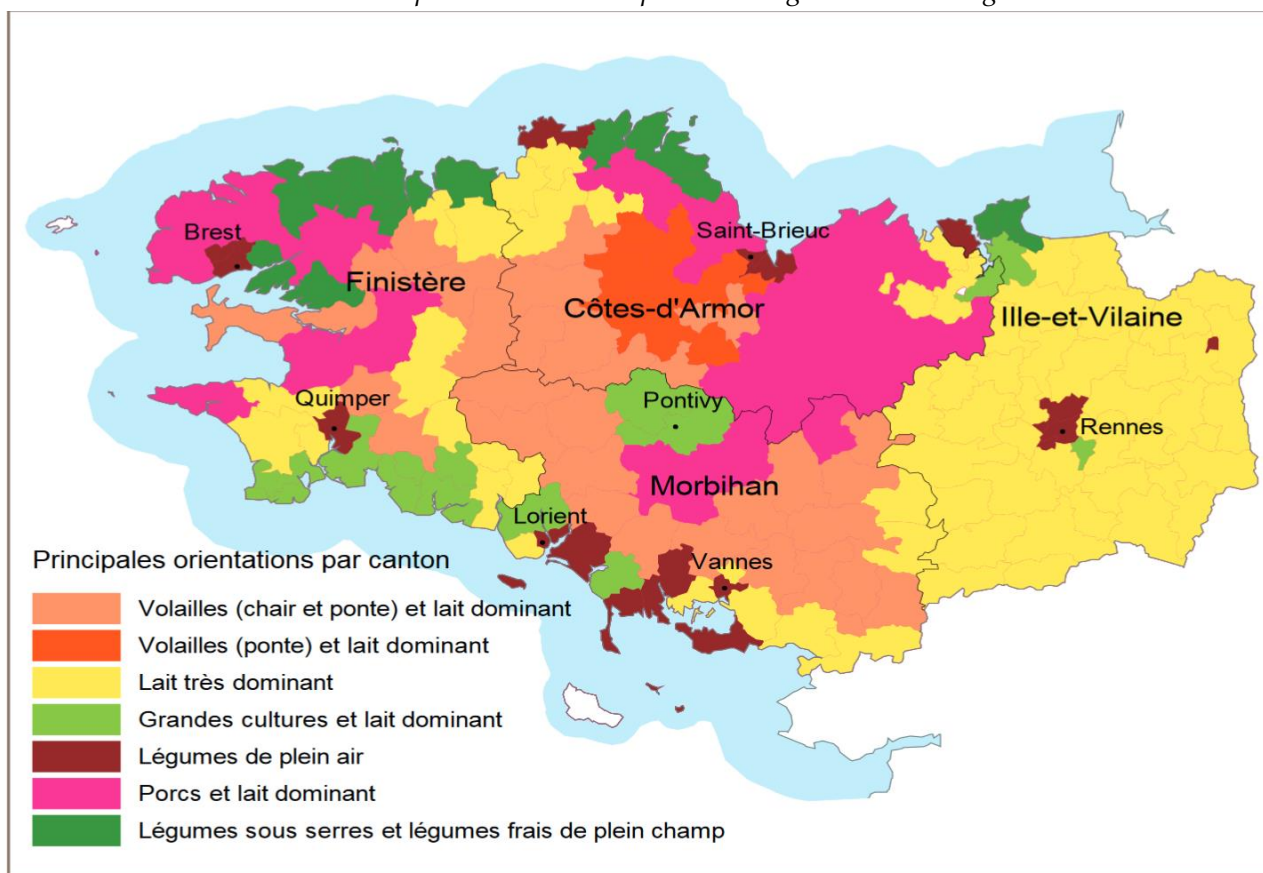 Saint-Brieuc
Brest
Finistère
Côtes-d'Armor
Ille-et-Vilaine
Quimper
Pontivy
Rennes
Morbihan
Lorient
Vannes
Principales orientations par canton
Volailles (chair et ponte) et lait dominant
Volailles (ponte) et lait dominant
Lait très dominant
Grandes cultures et lait dominant
Légumes de plein air
Porcs et lait dominant
Légumes sous serres et légumes frais de plein champ